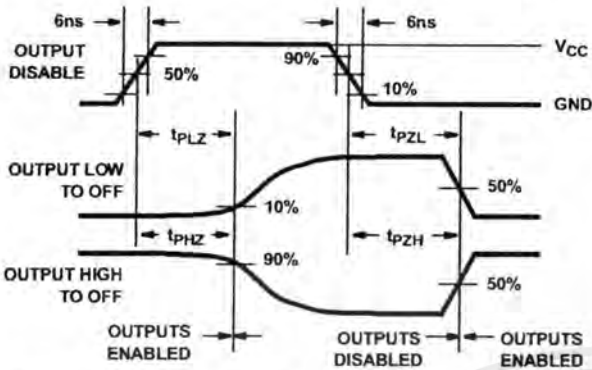 6ns
6ns
OUTPUT
DISABLE
50%
90%
10%
VCC
GND
tPLZ
tPZL
OUTPUT LOW
TO OFF
10%
50%
tPHZ
tPZH
OUTPUT HIGH
TO OFF
90%
50%
OUTPUTS
ENABLED
OUTPUTS
DISABLED
OUTPUTS
ENABLED